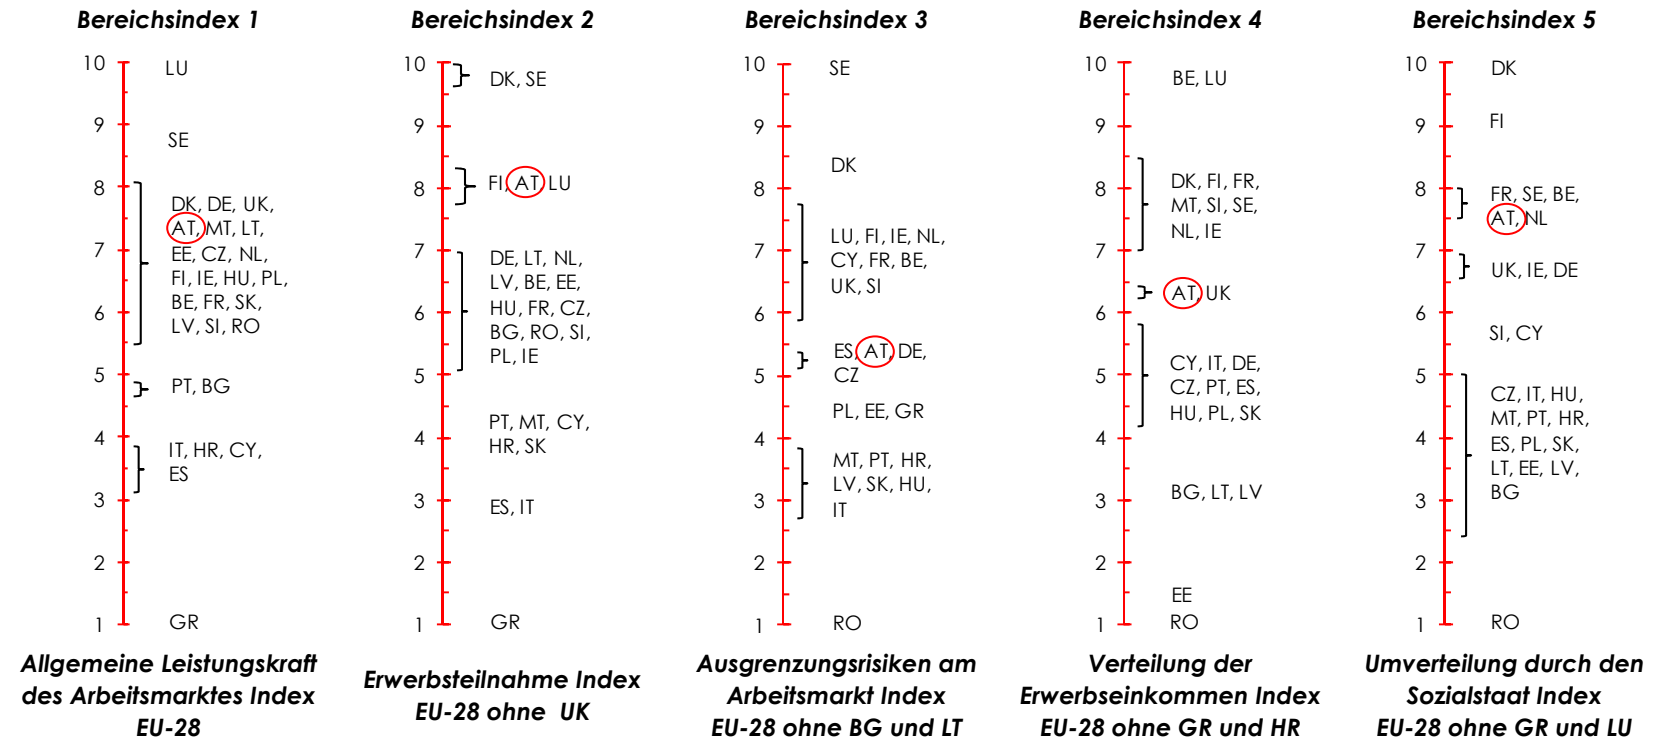 Bereichsindex 1
10
9
8
7
6
5
4
3
2
1
LU
SE
DK, DE, UK,
AT, MT, LT,
EE, CZ, NL,
FI, IE, HU, PL,
BE, FR, SK,
LV, SI, RO
PT, BG
IT, HR, CY,
ES
GR
Allgemeine Leistungskraft
des Arbeitsmarktes Index
EU-28
Bereichsindex 2
10
9
8
7
6
5
4
3
2
1
DK, SE
FI, AT, LU
DE, LT, NL,
LV, BE, EE,
HU, FR, CZ,
BG, RO, SI,
PL, IE
PT, MT, CY,
HR, SK
ES, IT
GR
Erwerbsteilnahme Index
EU-28 ohne UK
Bereichsindex 3
10
9
8
7
6
5
4
3
2
1
SE
DK
LU, FI, IE, NL,
CY, FR, BE,
UK, SI
ES, AT, DE,
CZ
PL, EE, GR
MT, PT, HR,
LV, SK, HU,
IT
RO
Ausgrenzungsrisiken am
Arbeitsmarkt Index
EU-28 ohne BG und LT
Bereichsindex 4
10
9
8
7
6
5
4
3
2
1
BE, LU
DK, FI, FR,
MT, SI, SE,
NL, IE
AT, UK
CY, IT, DE,
CZ, PT, ES,
HU, PL, SK
BG, LT, LV
EE
RO
Verteilung der
Erwerbseinkommen Index
EU-28 ohne GR und HR
Bereichsindex 5
10
9
8
7
6
5
4
3
2
1
DK
FI
FR, SE, BE,
AT, NL
UK, IE, DE
SI, CY
CZ, IT, HU,
MT, PT, HR,
ES, PL, SK,
LT, EE, LV,
BG
RO
Umverteilung durch den
Sozialstaat Index
EU-28 ohne GR und LU